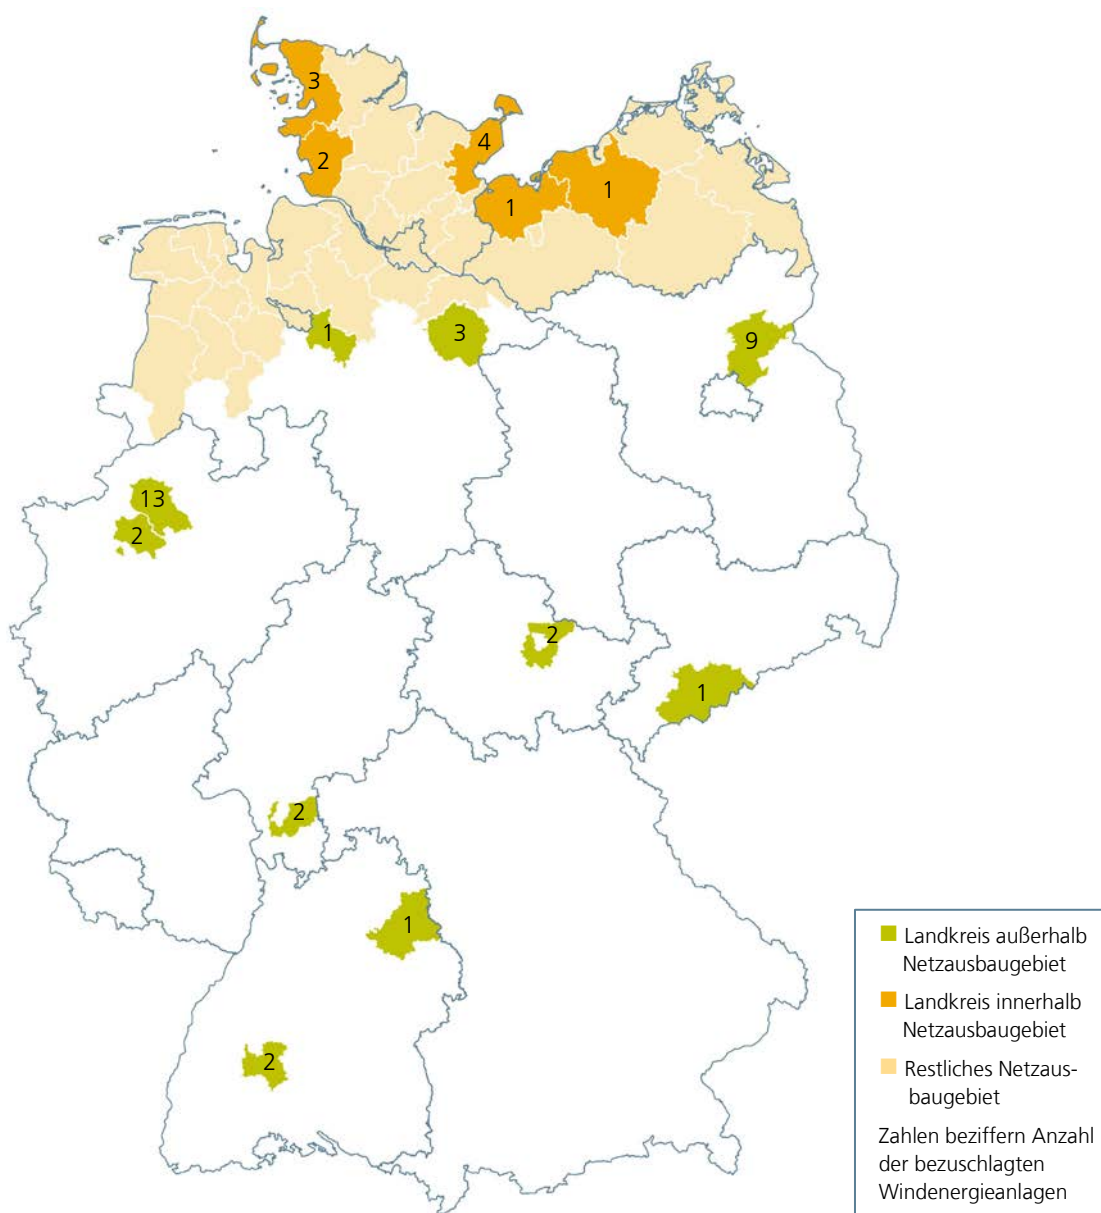 3
4
2
1
1
1
3
9
13
2
2
1
2
1
2
Landkreis außerhalb
Netzausbaugebiet
Landkreis innerhalb
Netzausbaugebiet
Restliches Netzaus-
baugebiet
Zahlen beziffern Anzahl
der bezuschlagten
Windenergieanlagen